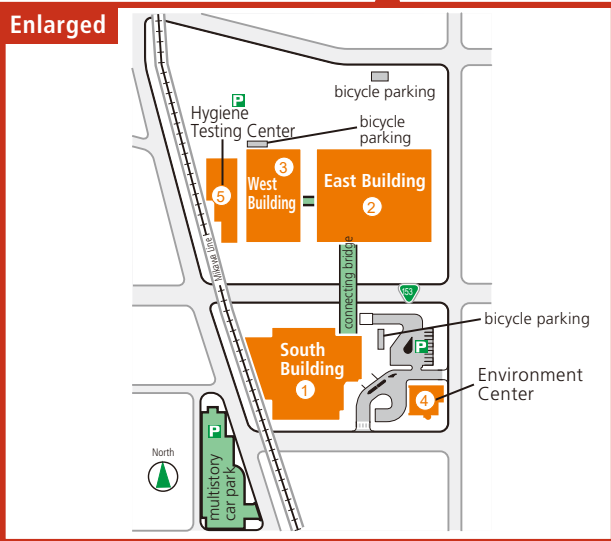 Enlarged
bicycle parking
P
Hygiene
Testing Center
bicycle
parking
3
West
Building
East Building
2
5
Mikawa Line
connecting bridge
153
bicycle parking
P
South
Building
1
Environment
Center
4
P
multistory
car park
North